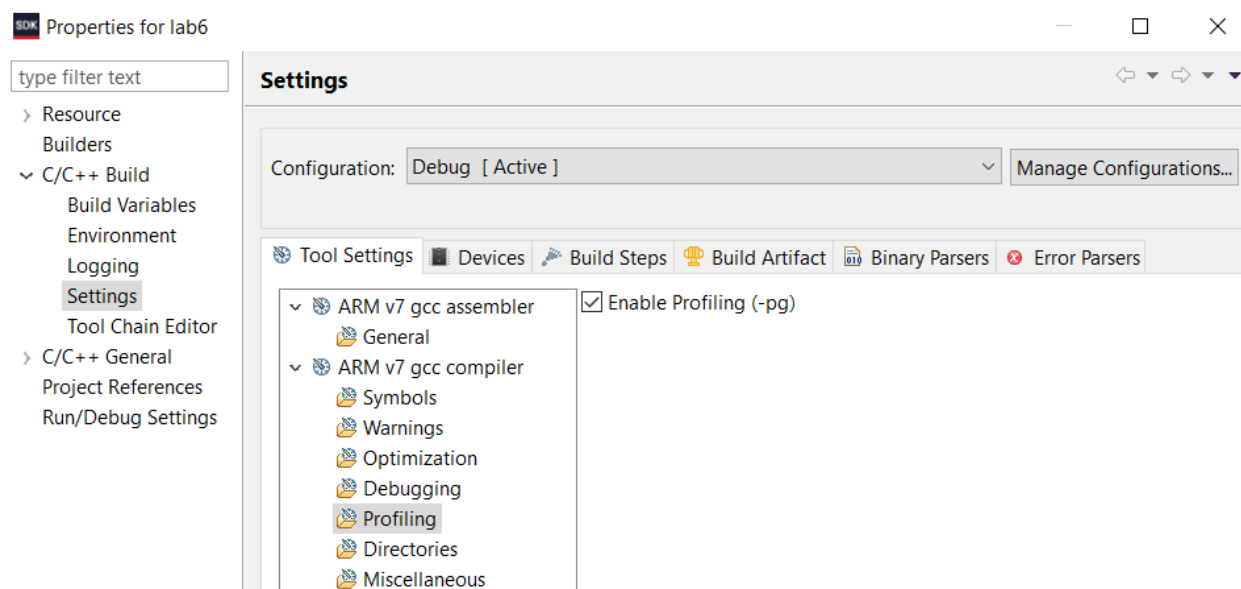 SDK Properties for lab6
type filter text
Resource
Builders
C/C++ Build
Build Variables
Environment
Logging
Settings
Tool Chain Editor
C/C++ General
Project References
Run/Debug Settings
Settings
Configuration: Debug [ Active ] Manage Configurations...
Tool Settings Devices Build Steps Build Artifact 010 Binary Parsers Error Parsers
ARM v7 gcc assembler
General
ARM v7 gcc compiler
Symbols
Warnings
Optimization
Debugging
Profiling
Directories
Miscellaneous
Enable Profiling (-pg)